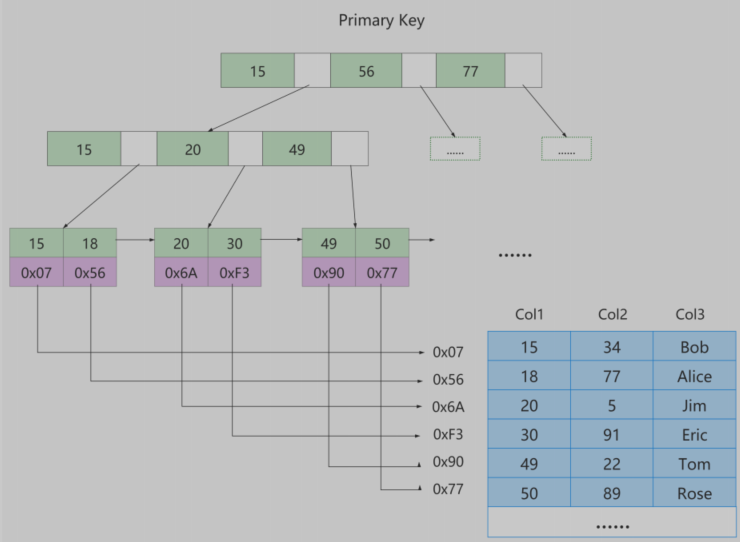 Primary Key
15 56 77
15 20 49
...... ......
15 18 20 30 49 50
0x07 0x56 0x6A 0xF3 0x90 0x77
......
Col1 Col2 Col3
0x07 15 34 Bob
0x56 18 77 Alice
0x6A 20 5 Jim
0xF3 30 91 Eric
0x90 49 22 Tom
0x77 50 89 Rose
......